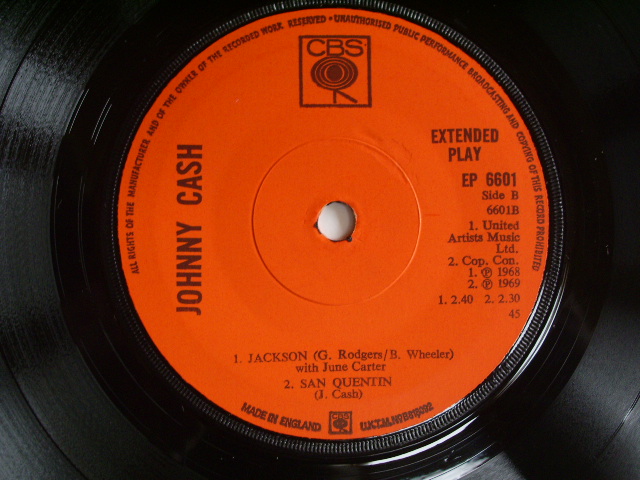 ALL RIGHTS OF THE MANUFACTURER AND OF THE OWNER OF THE RECORDED WORK RESERVED • UNAUTHORISED PUBLIC PERFORMANCE BROADCASTING AND COPYING OF THIS RECORD PROHIBITED
CBS
JOHNNY CASH
EXTENDED
PLAY
EP 6601
Side B
6601B
1. United
Artists Music
Ltd.
2. Cop. Con.
1. ℗ 1968
2. ℗ 1969
1. 2.40 2. 2.30
45
1. JACKSON (G. Rodgers/B. Wheeler)
with June Carter
2. SAN QUENTIN
(J. Cash)
MADE IN ENGLAND
CBS